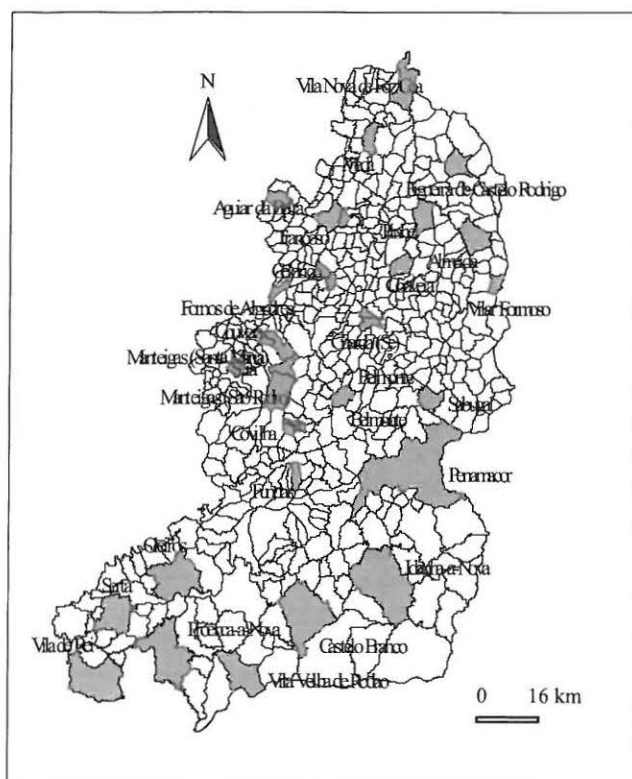 N
Vila Nova de Foz Côa
Meda
Figueira de Castelo Rodrigo
Aguiar da Beira
Trancoso
Pinhel
Almeida
Celorico
Vilar Formoso
Fornos de Algodres
Gouveia
Guarda (Sé)
Manteigas (Santa Maria)
Belmonte
Manteigas (São Pedro)
Sabugal
Belmonte
Covilhã
Penamacor
Fundão
Oleiros
Idanha-a-Nova
Sertã
Proença-a-Nova
Vila de Rei
Castelo Branco
Vila Velha de Ródão
0 16 km